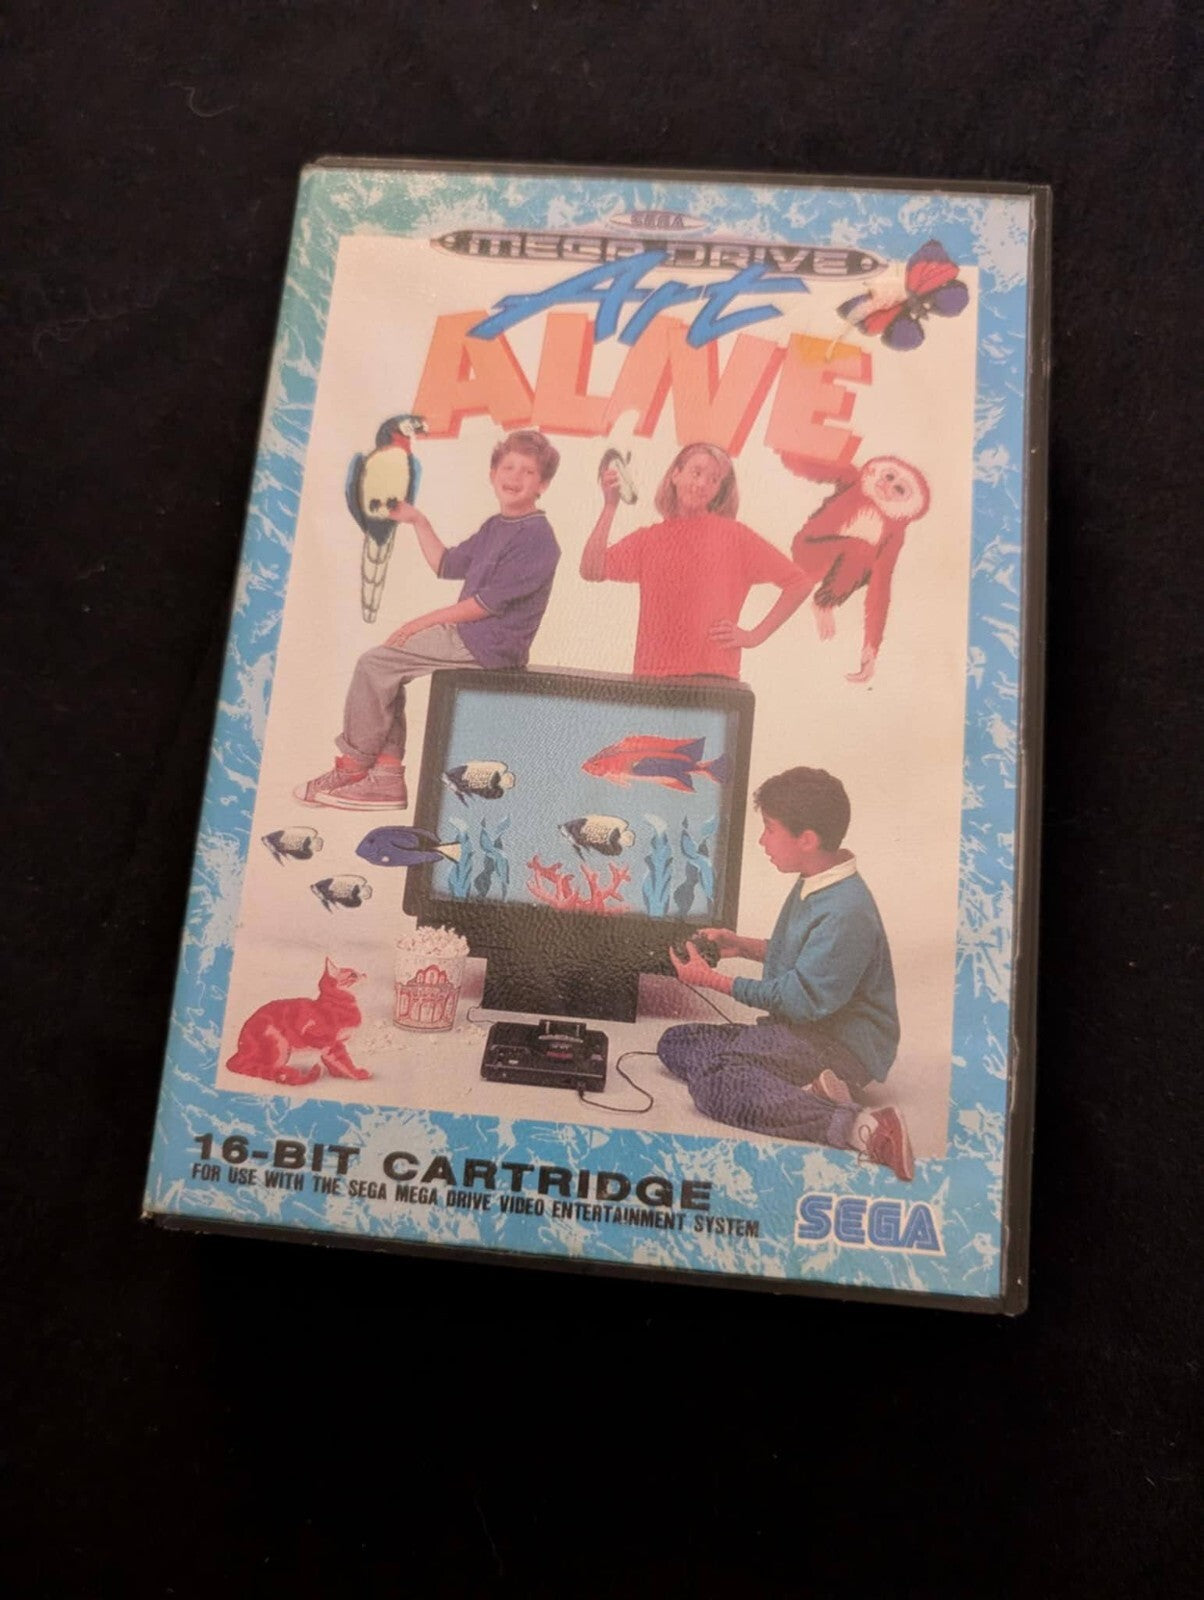 SEGA
MEGA DRIVE
Art
ALIVE
16-BIT CARTRIDGE
FOR USE WITH THE SEGA MEGA DRIVE VIDEO ENTERTAINMENT SYSTEM
SEGA